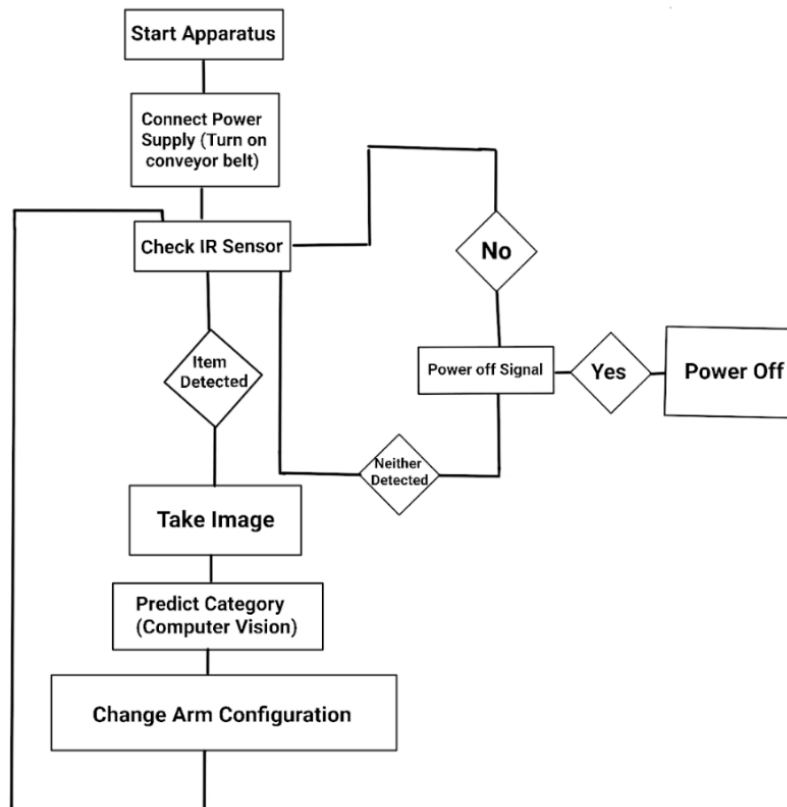 Start Apparatus
Connect Power
Supply (Turn on
conveyor belt)
Check IR Sensor
No
Item
Detected
Power off Signal
Yes
Power Off
Neither
Detected
Take Image
Predict Category
(Computer Vision)
Change Arm Configuration